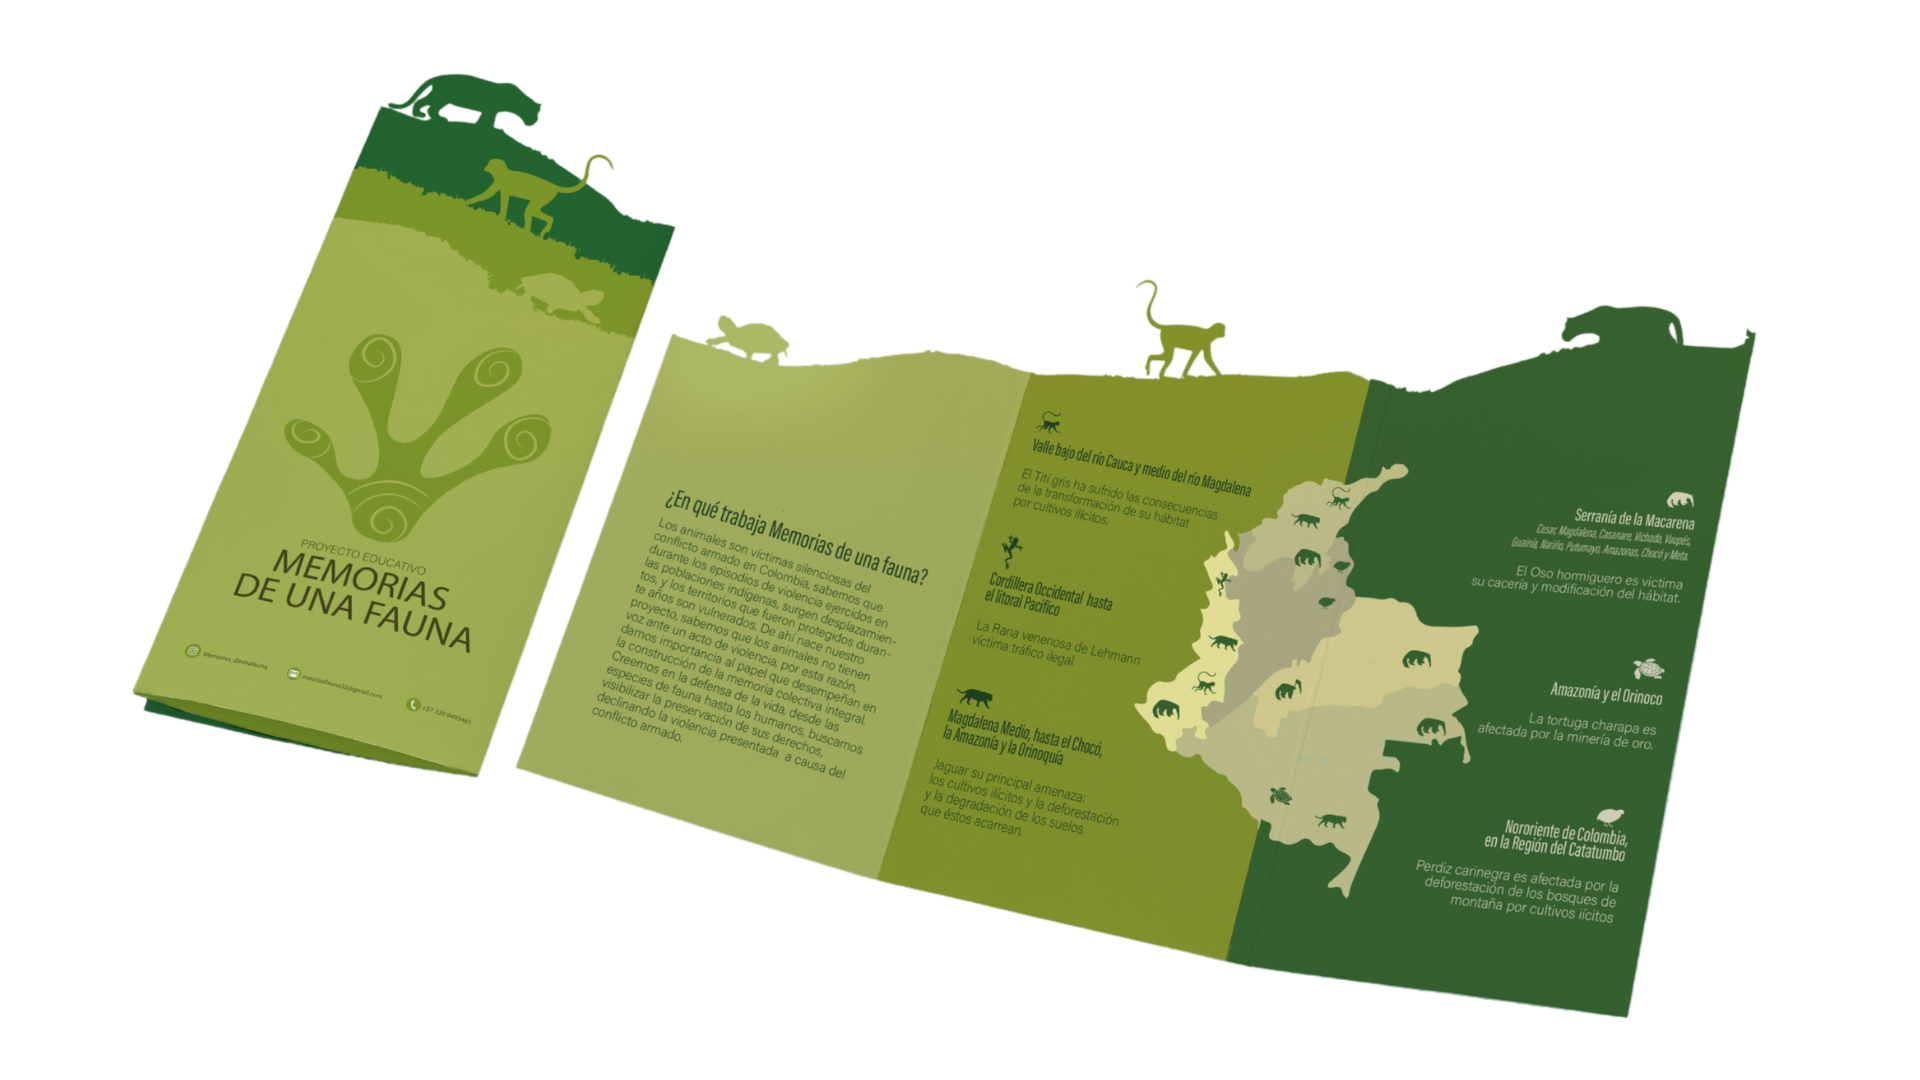 PROYECTO EDUCATIVO
MEMORIAS
DE UNA FAUNA
+57 320 9493461
¿En qué trabaja Memorias de una fauna?
Los animales son víctimas silenciosas del
conflicto armado en Colombia, sabemos que
durante los episodios de violencia ejercidos en
las poblaciones indígenas, surgen desplazamien-
tos, y los territorios que fueron protegidos duran-
te años son vulnerados. De ahí nace nuestro
proyecto, sabemos que los animales no tienen
voz ante un acto de violencia, por esta razón,
damos importancia al papel que desempeñan en
la construcción de la memoria colectiva integral.
Creemos en la defensa de la vida, desde las
especies de fauna hasta los humanos, buscamos
visibilizar la preservación de sus derechos,
declinando la violencia presentada a causa del
conflicto armado.
Valle bajo del río Cauca y medio del río Magdalena
El Tití gris ha sufrido las consecuencias
de la transformación de su hábitat
por cultivos ilícitos.
Cordillera Occidental hasta
el litoral Pacífico
La Rana venenosa de Lehmann
víctima tráfico ilegal.
Magdalena Medio, hasta el Chocó,
la Amazonía y la Orinoquía
Jaguar su principal amenaza:
los cultivos ilícitos y la deforestación
y la degradación de los suelos
que éstos acarrean.
Serranía de la Macarena
Cesar, Magdalena, Casanare, Vichada, Vaupés,
Guainía, Nariño, Putumayo, Amazonas, Chocó y Meta.
El Oso hormiguero es víctima
su cacería y modificación del hábitat.
Amazonía y el Orinoco
La tortuga charapa es
afectada por la minería de oro.
Nororiente de Colombia,
en la Región del Catatumbo
Perdiz carinegra es afectada por la
deforestación de los bosques de
montaña por cultivos iícitos